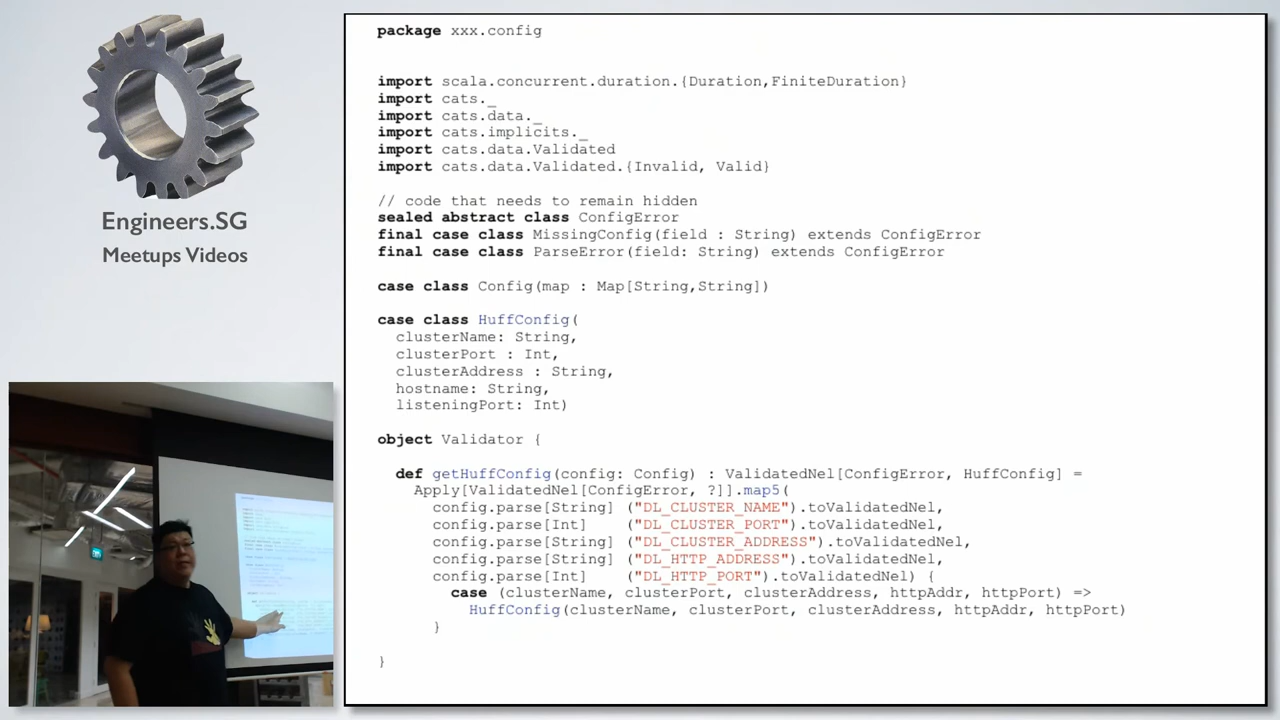 Engineers.SG
Meetups Videos
package xxx.config
import scala.concurrent.duration.{Duration,FiniteDuration}
import cats._
import cats.data._
import cats.implicits._
import cats.data.Validated
import cats.data.Validated.{Invalid, Valid}
// code that needs to remain hidden
sealed abstract class ConfigError
final case class MissingConfig(field : String) extends ConfigError
final case class ParseError(field: String) extends ConfigError
case class Config(map : Map[String,String])
case class HuffConfig(
clusterName: String,
clusterPort : Int,
clusterAddress : String,
hostname: String,
listeningPort: Int)
object Validator {
def getHuffConfig(config: Config) : ValidatedNel[ConfigError, HuffConfig] =
Apply[ValidatedNel[ConfigError, ?]].map5(
config.parse[String] ("DL_CLUSTER_NAME").toValidatedNel,
config.parse[Int] ("DL_CLUSTER_PORT").toValidatedNel,
config.parse[String] ("DL_CLUSTER_ADDRESS").toValidatedNel,
config.parse[String] ("DL_HTTP_ADDRESS").toValidatedNel,
config.parse[Int] ("DL_HTTP_PORT").toValidatedNel) {
case (clusterName, clusterPort, clusterAddress, httpAddr, httpPort) =>
HuffConfig(clusterName, clusterPort, clusterAddress, httpAddr, httpPort)
}
}